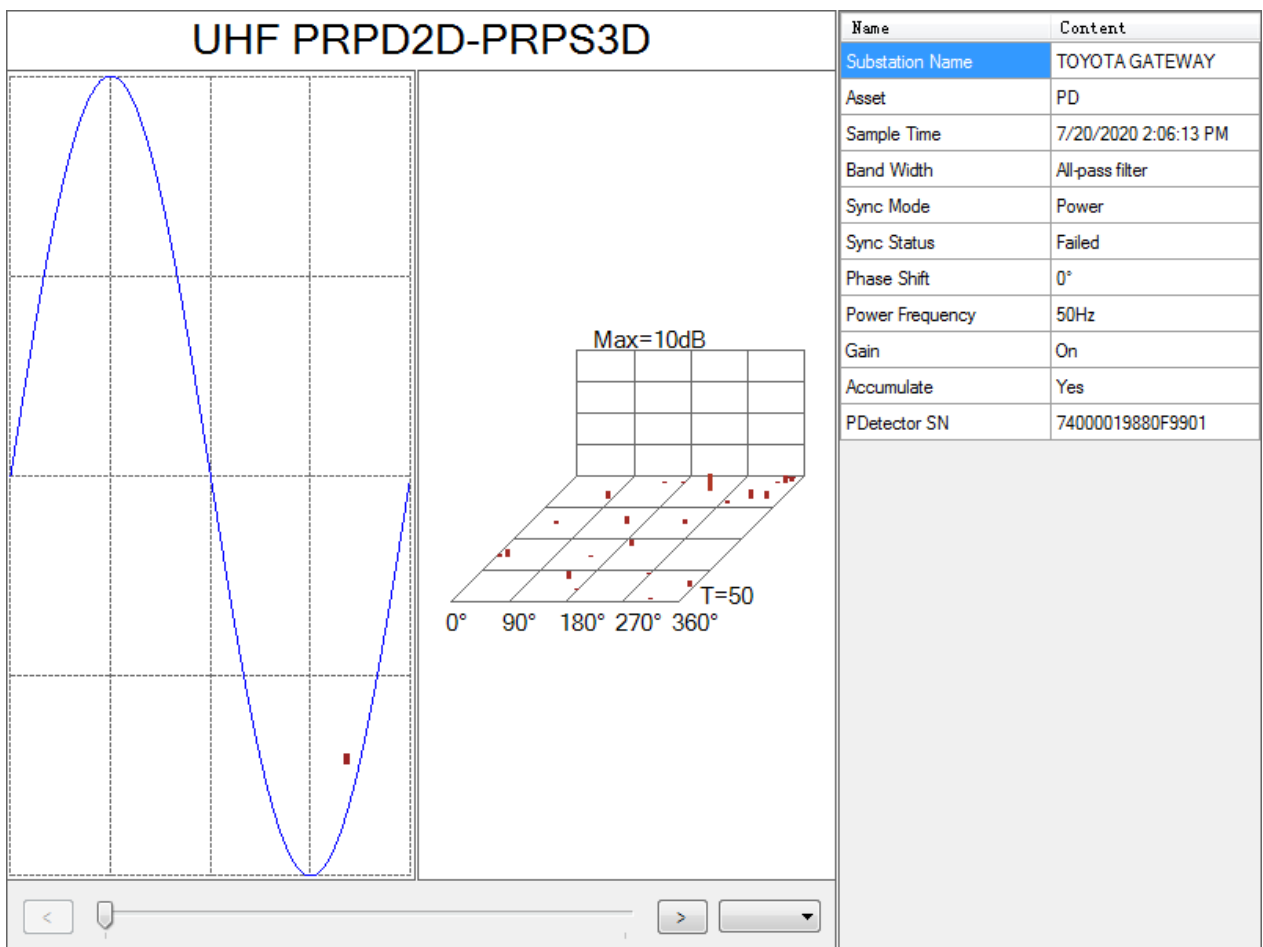 UHF PRPD2D-PRPS3D
Max=10dB
T=50
0° 90° 180° 270° 360°
< >
Name Content
Substation Name TOYOTA GATEWAY
Asset PD
Sample Time 7/20/2020 2:06:13 PM
Band Width All-pass filter
Sync Mode Power
Sync Status Failed
Phase Shift 0°
Power Frequency 50Hz
Gain On
Accumulate Yes
PDetector SN 74000019880F9901